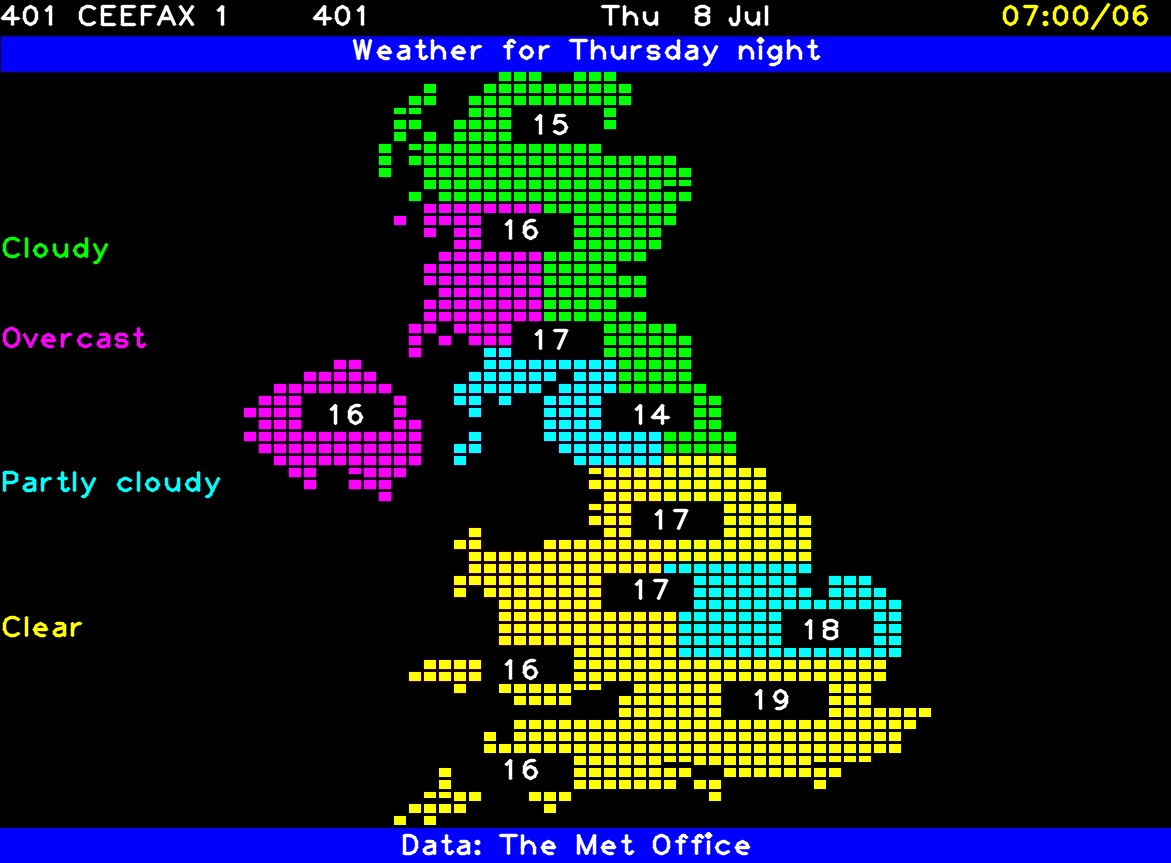 401 CEEFAX 1 401 Thu 8 Jul 07:00/06
Weather for Thursday night
15
16
Cloudy
Overcast
17
16
14
Partly cloudy
17
17
Clear
18
16
19
16
Data: The Met Office